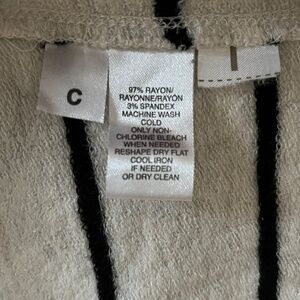 C
97% RAYON/
RAYONNE/RAYÓN
3% SPANDEX
MACHINE WASH
COLD
ONLY NON-
CHLORINE BLEACH
WHEN NEEDED
RESHAPE DRY FLAT
COOL IRON
IF NEEDED
OR DRY CLEAN